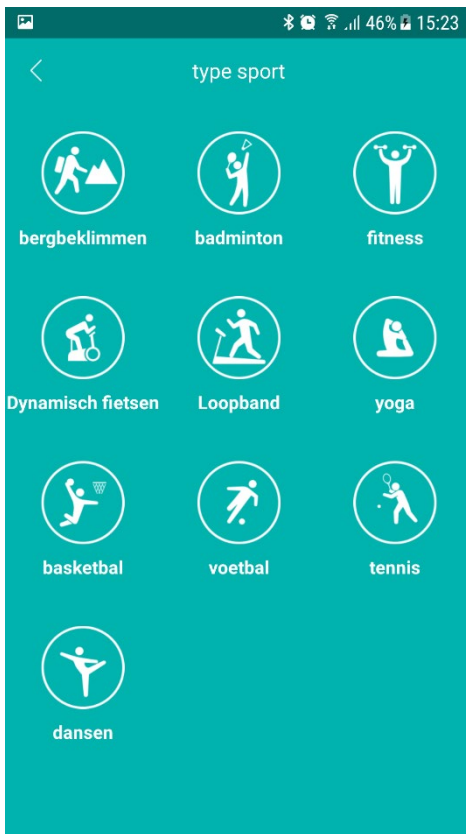 46% 15:23
type sport
bergbeklimmen badminton fitness
Dynamisch fietsen Loopband yoga
basketbal voetbal tennis
dansen